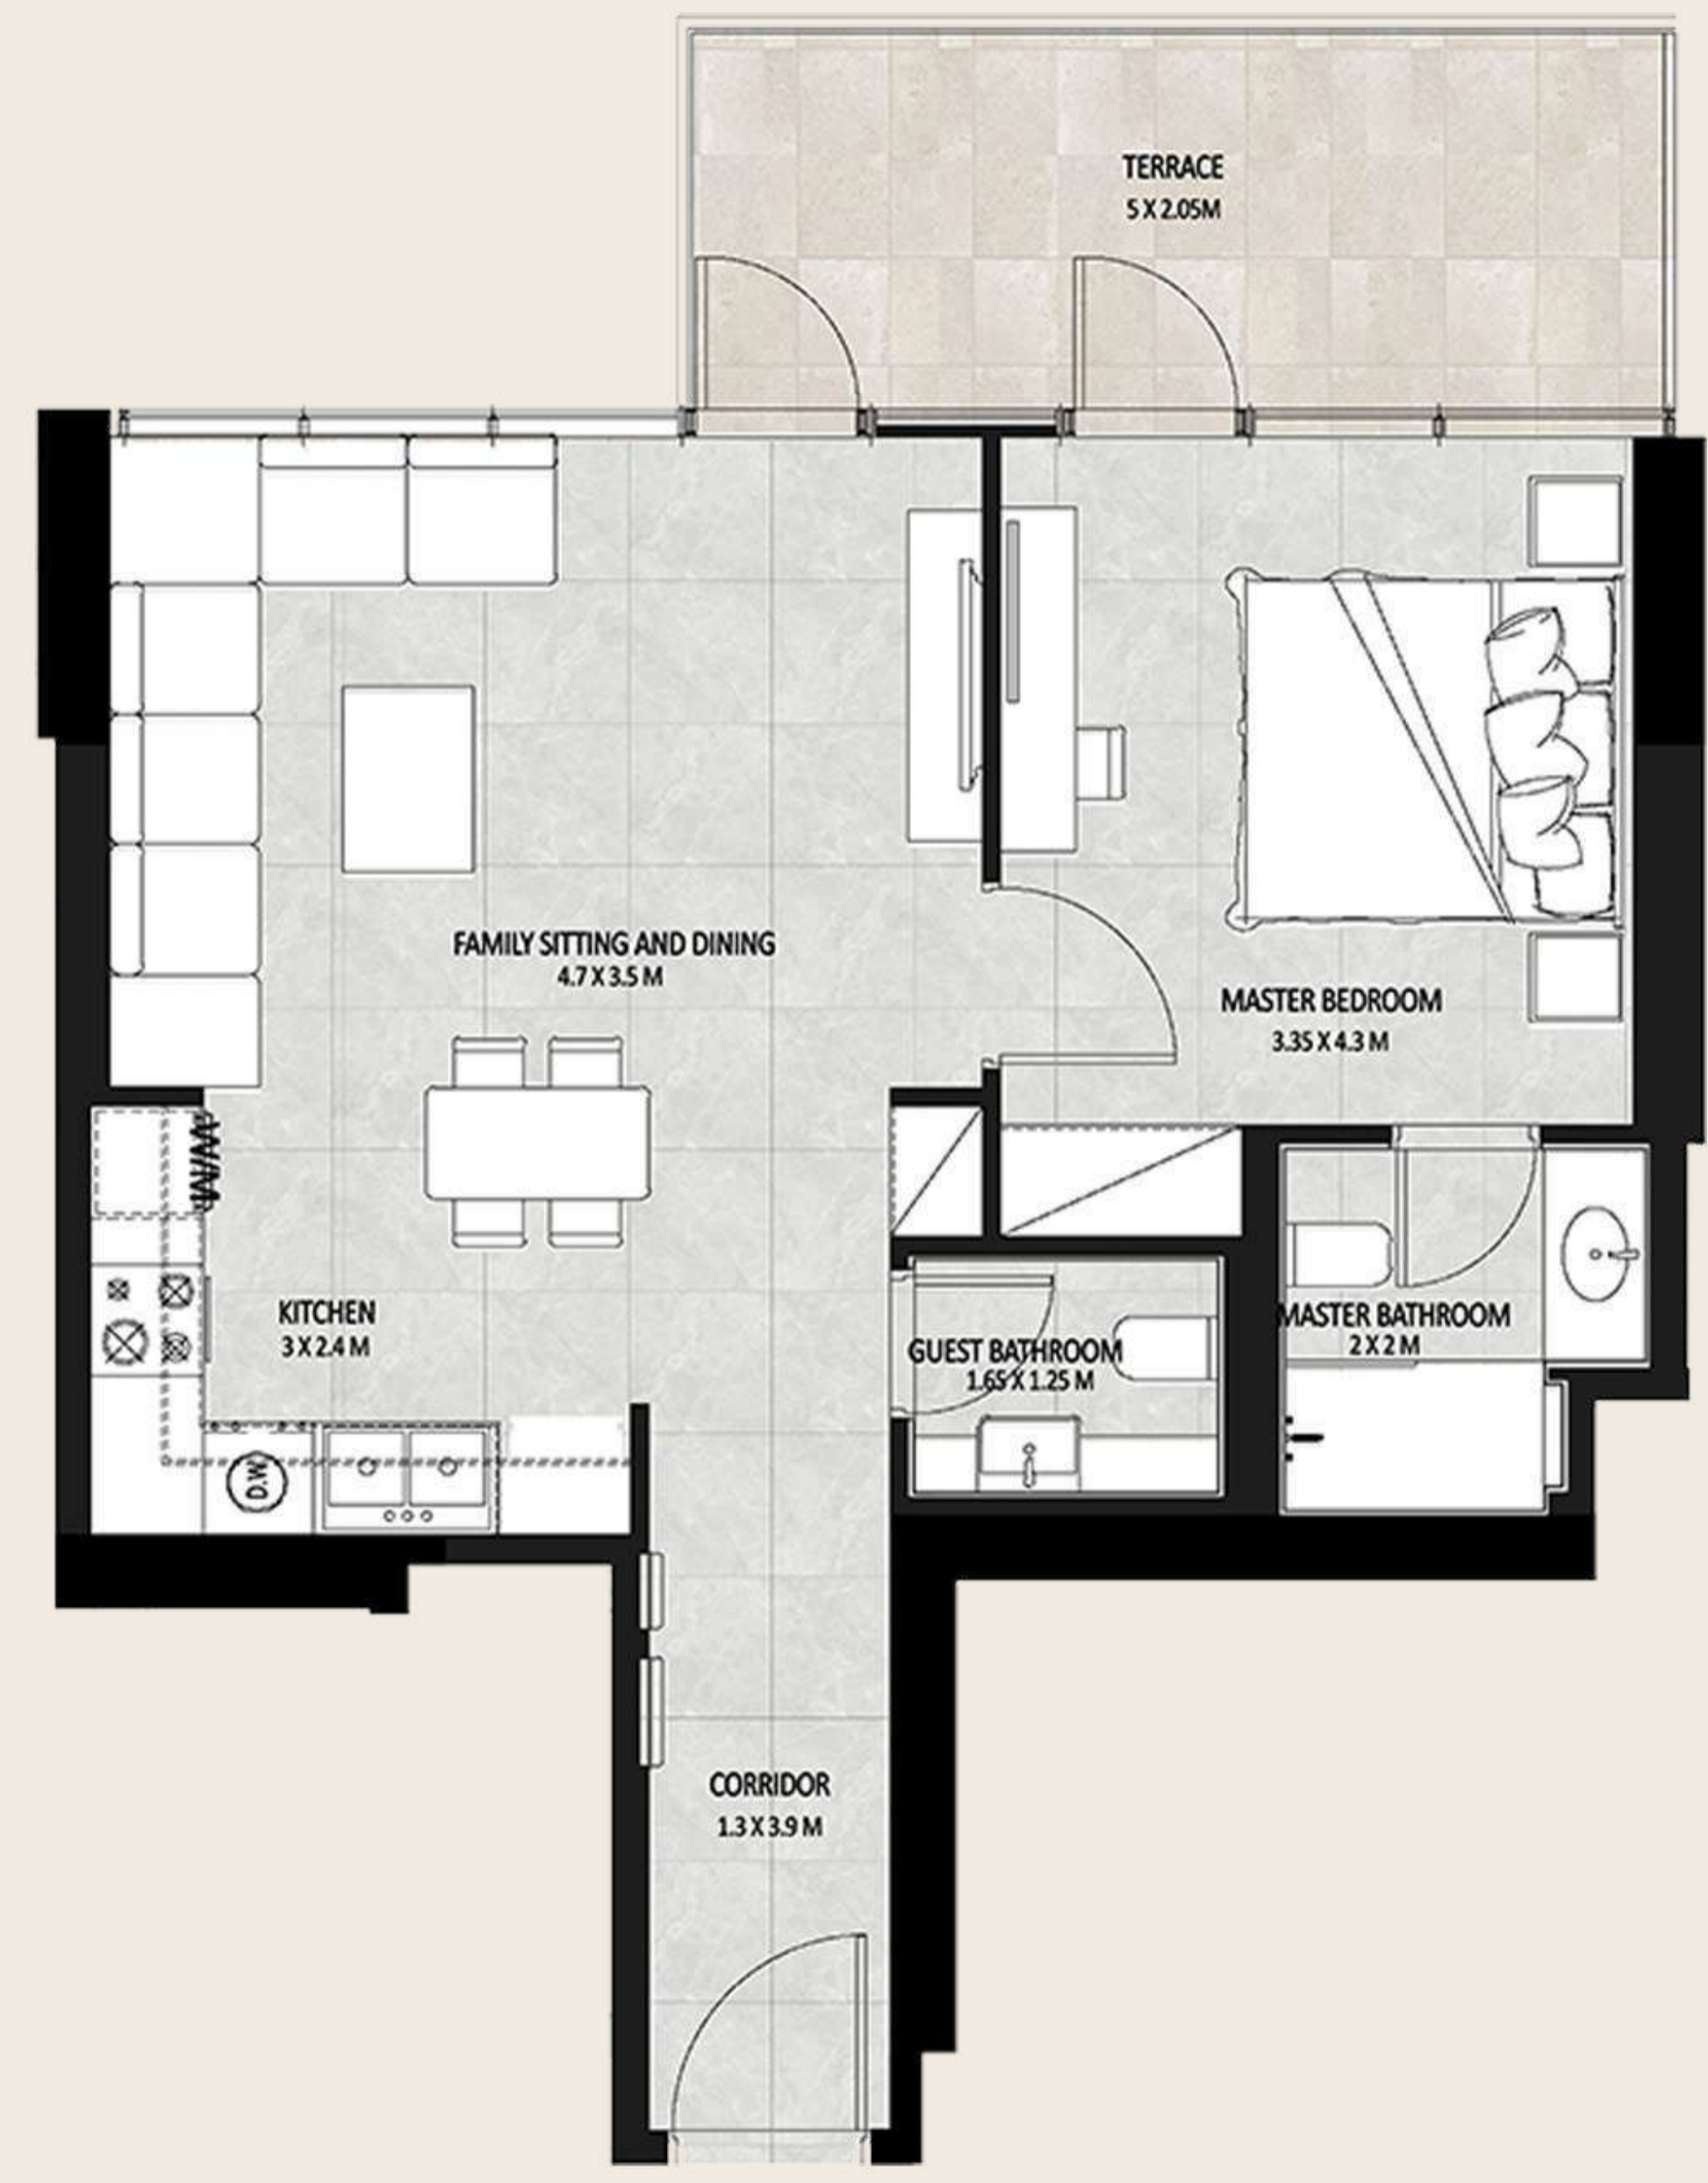 TERRACE
5 X 2.05M
FAMILY SITTING AND DINING
4.7 X 3.5 M
MASTER BEDROOM
3.35 X 4.3 M
W/M
KITCHEN
3 X 2.4 M
GUEST BATHROOM
1.65 X 1.25 M
MASTER BATHROOM
2 X 2 M
D.W
CORRIDOR
1.3 X 3.9 M